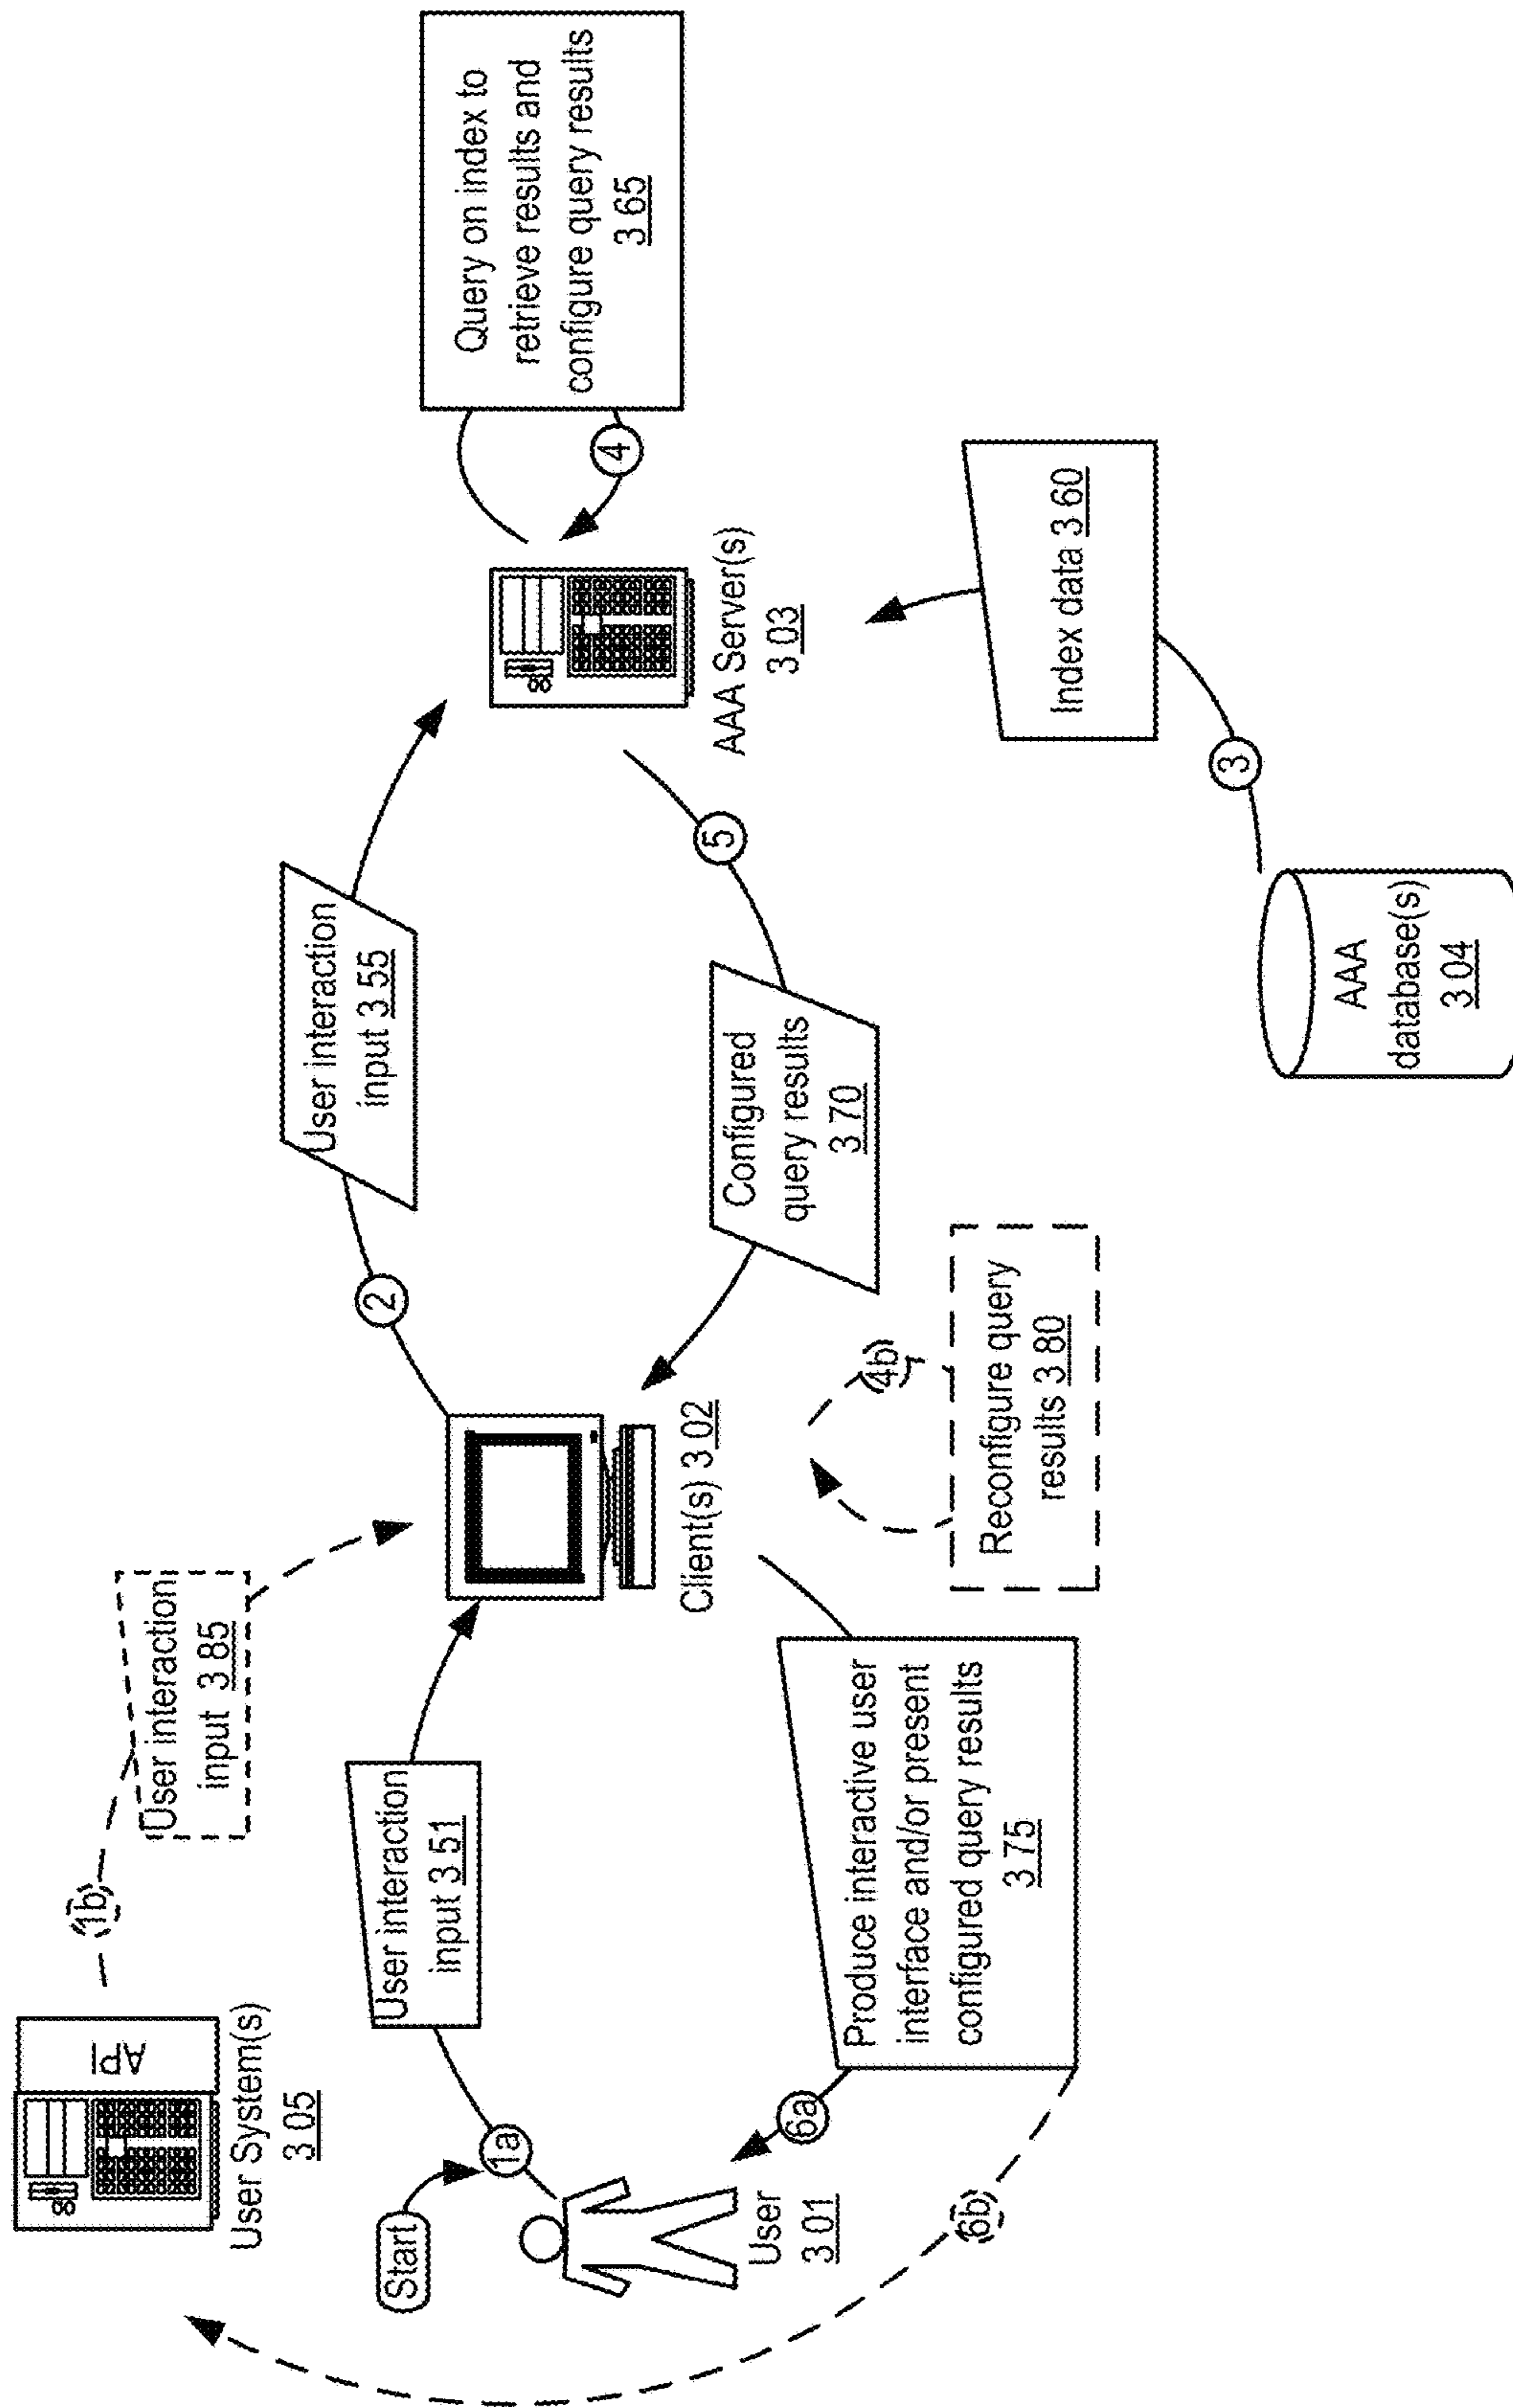 API
User System(s)
3 05
1b
User interaction
input 3 85
Start
1a
User interaction
input 3 51
2
User interaction
input 3 55
Query on index to
retrieve results and
configure query results
3 65
4
User
3 01
Client(s) 3 02
AAA Server(s)
3 03
6a
Produce interactive user
interface and/or present
configured query results
3 75
4b
Reconfigure query
results 3 80
5
Configured
query results
3 70
Index data 3 60
3
AAA
database(s)
3 04
6b